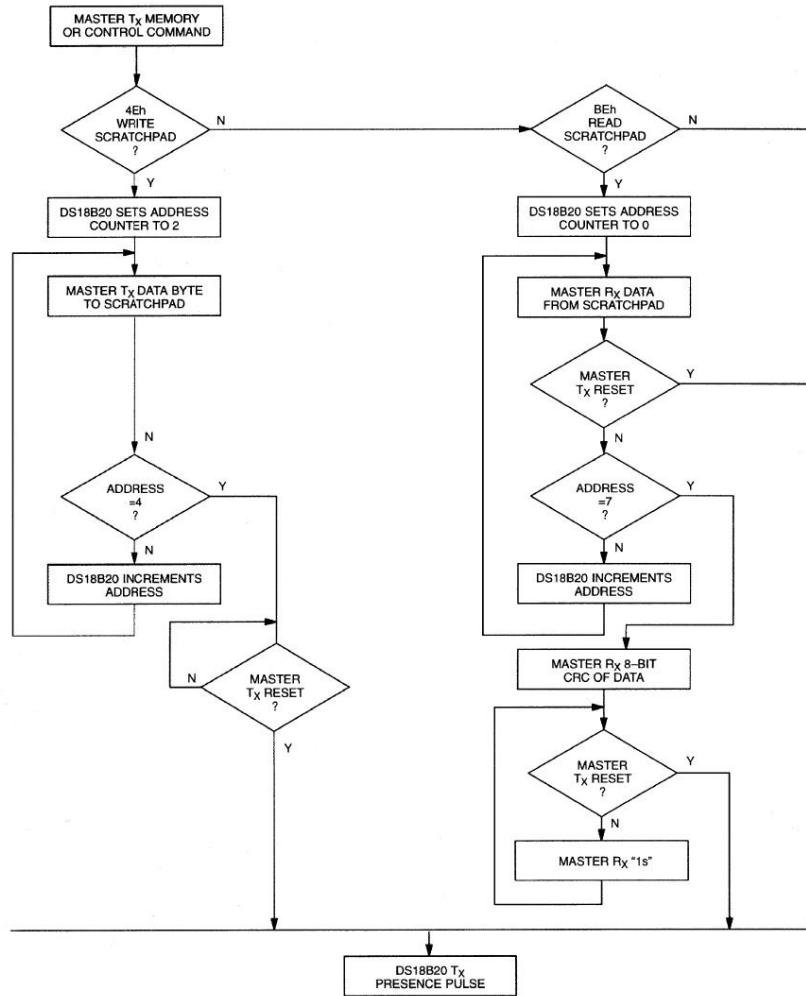 MASTER TX MEMORY
OR CONTROL COMMAND
4Eh
WRITE
SCRATCHPAD
?
N
Y
BEh
READ
SCRATCHPAD
?
N
Y
DS18B20 SETS ADDRESS
COUNTER TO 2
DS18B20 SETS ADDRESS
COUNTER TO 0
MASTER TX DATA BYTE
TO SCRATCHPAD
MASTER RX DATA
FROM SCRATCHPAD
MASTER
TX RESET
?
Y
N
N
ADDRESS
=4
?
Y
N
ADDRESS
=7
?
Y
N
DS18B20 INCREMENTS
ADDRESS
DS18B20 INCREMENTS
ADDRESS
MASTER
TX RESET
?
N
Y
MASTER RX 8-BIT
CRC OF DATA
MASTER
TX RESET
?
Y
N
MASTER RX "1s"
DS18B20 TX
PRESENCE PULSE